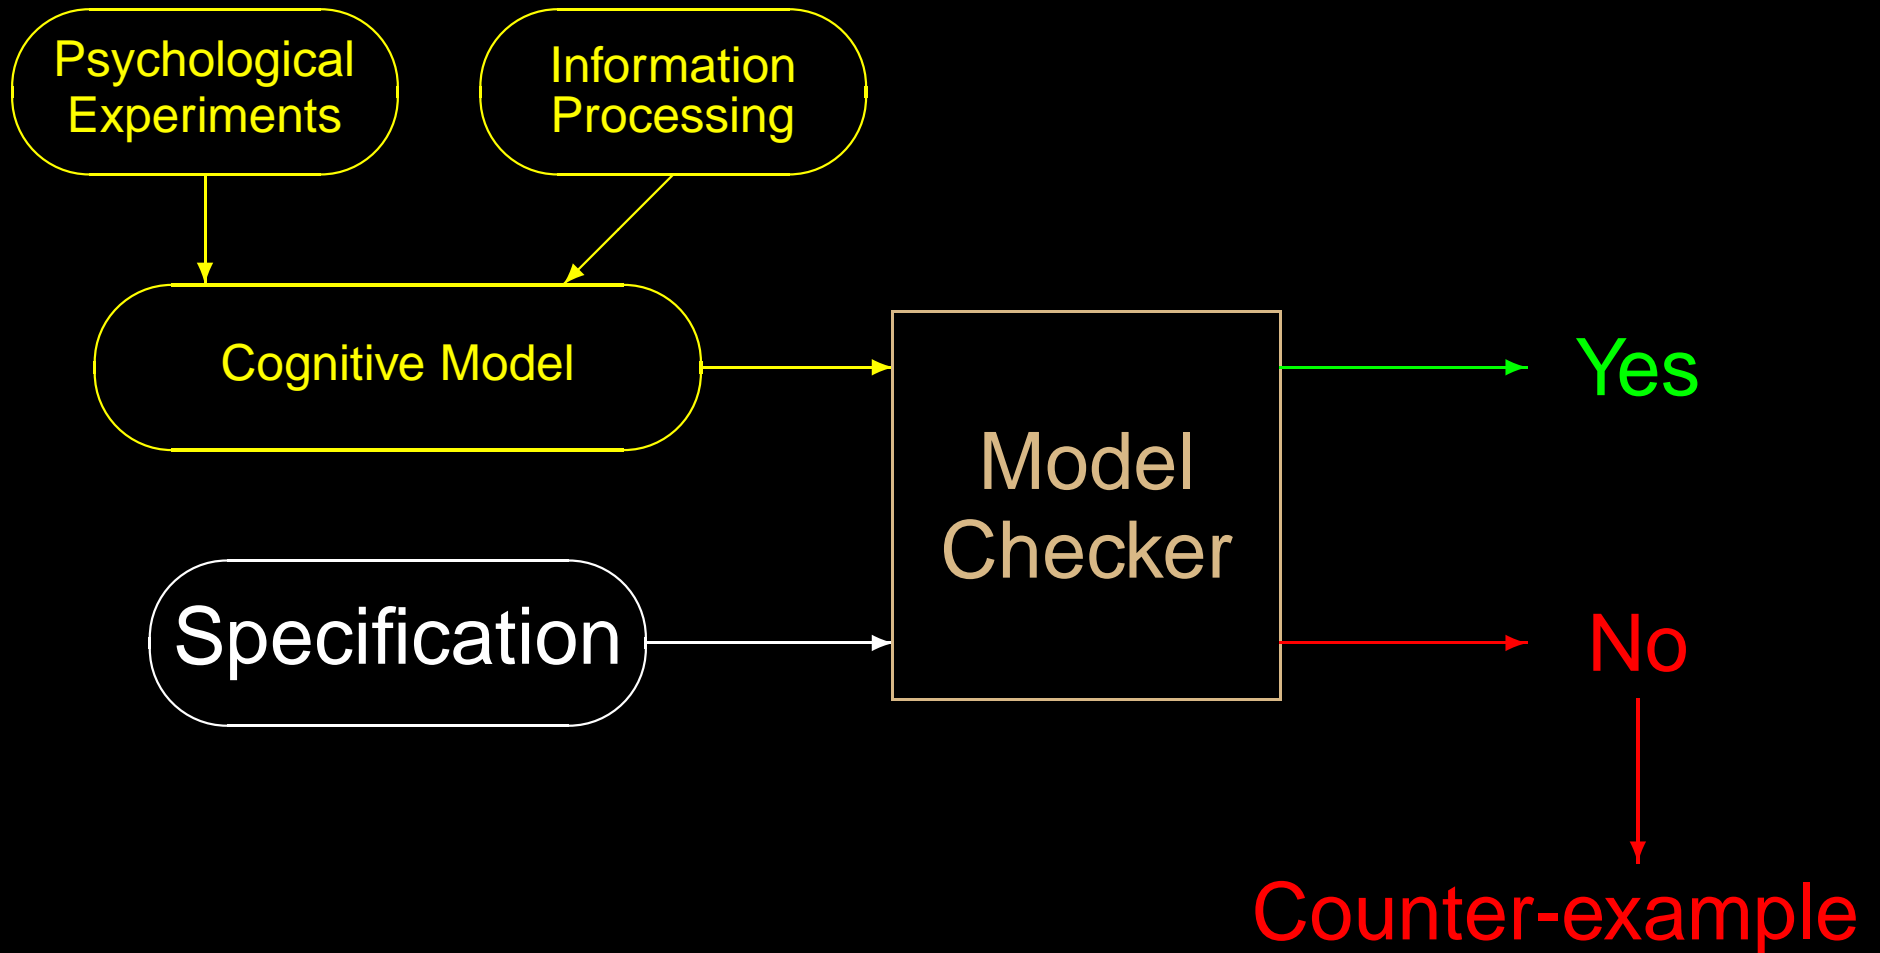 Psychological
Experiments
Information
Processing
Cognitive Model
Model
Checker
Specification
Yes
No
Counter-example